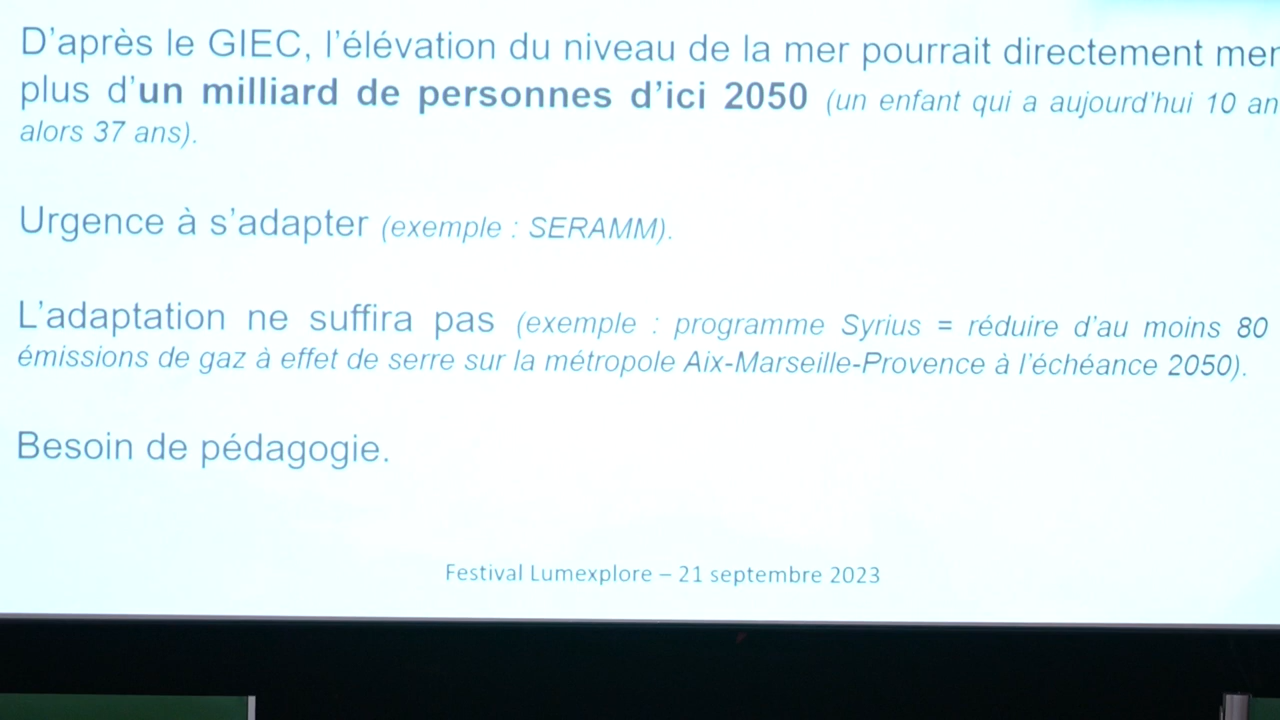 D'après le GIEC, l'élévation du niveau de la mer pourrait directement
plus d'un milliard de personnes d'ici 2050 (un enfant qui a aujourd'hui 10
alors 37 ans).
Urgence à s'adapter (exemple : SERAMM).
L'adaptation ne suffira pas (exemple : programme Syrius = réduire d'au moins 80
émissions de gaz à effet de serre sur la métropole Aix-Marseille-Provence à l'échéance 2050).
Besoin de pédagogie.
Festival Lumexplore – 21 septembre 2023